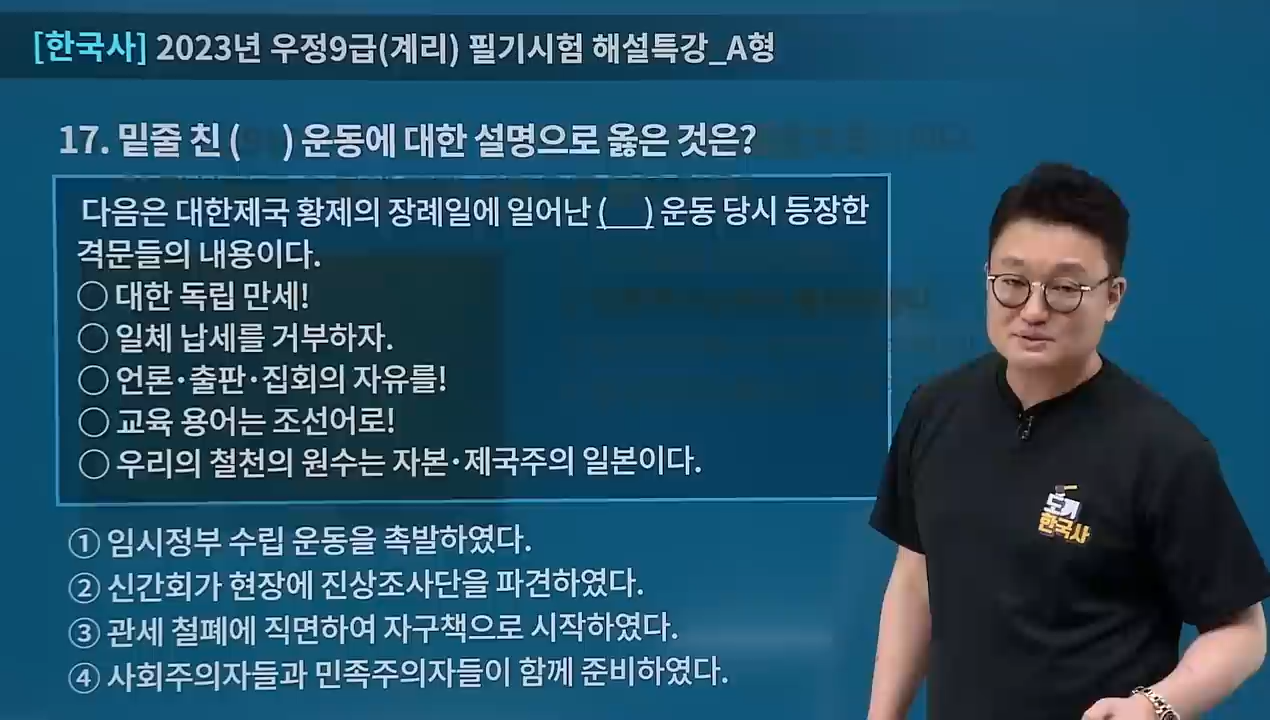 [한국사] 2023년 우정9급(계리) 필기시험 해설특강_A형
17. 밑줄 친 (    ) 운동에 대한 설명으로 옳은 것은?
다음은 대한제국 황제의 장례일에 일어난 (    ) 운동 당시 등장한
격문들의 내용이다.
○ 대한 독립 만세!
○ 일체 납세를 거부하자.
○ 언론·출판·집회의 자유를!
○ 교육 용어는 조선어로!
○ 우리의 철천의 원수는 자본·제국주의 일본이다.
① 임시정부 수립 운동을 촉발하였다.
② 신간회가 현장에 진상조사단을 파견하였다.
③ 관세 철폐에 직면하여 자구책으로 시작하였다.
④ 사회주의자들과 민족주의자들이 함께 준비하였다.
한국사